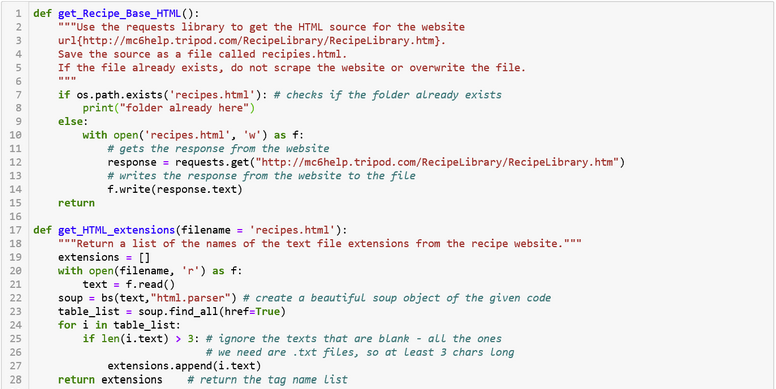 1 def get_Recipe_Base_HTML():
2     """Use the requests library to get the HTML source for the website
3     url{http://mc6help.tripod.com/RecipeLibrary/RecipeLibrary.htm}.
4     Save the source as a file called recipies.html.
5     If the file already exists, do not scrape the website or overwrite the file.
6     """
7     if os.path.exists('recipes.html'): # checks if the folder already exists
8         print("folder already here")
9     else:
10         with open('recipes.html', 'w') as f:
11             # gets the response from the website
12             response = requests.get("http://mc6help.tripod.com/RecipeLibrary/RecipeLibrary.htm")
13             # writes the response from the website to the file
14             f.write(response.text)
15     return
16
17 def get_HTML_extensions(filename = 'recipes.html'):
18     """Return a list of the names of the text file extensions from the recipe website."""
19     extensions = []
20     with open(filename, 'r') as f:
21         text = f.read()
22     soup = bs(text,"html.parser") # create a beautiful soup object of the given code
23     table_list = soup.find_all(href=True)
24     for i in table_list:
25         if len(i.text) > 3: # ignore the texts that are blank - all the ones
26                             # we need are .txt files, so at least 3 chars long
27             extensions.append(i.text)
28     return extensions    # return the tag name list